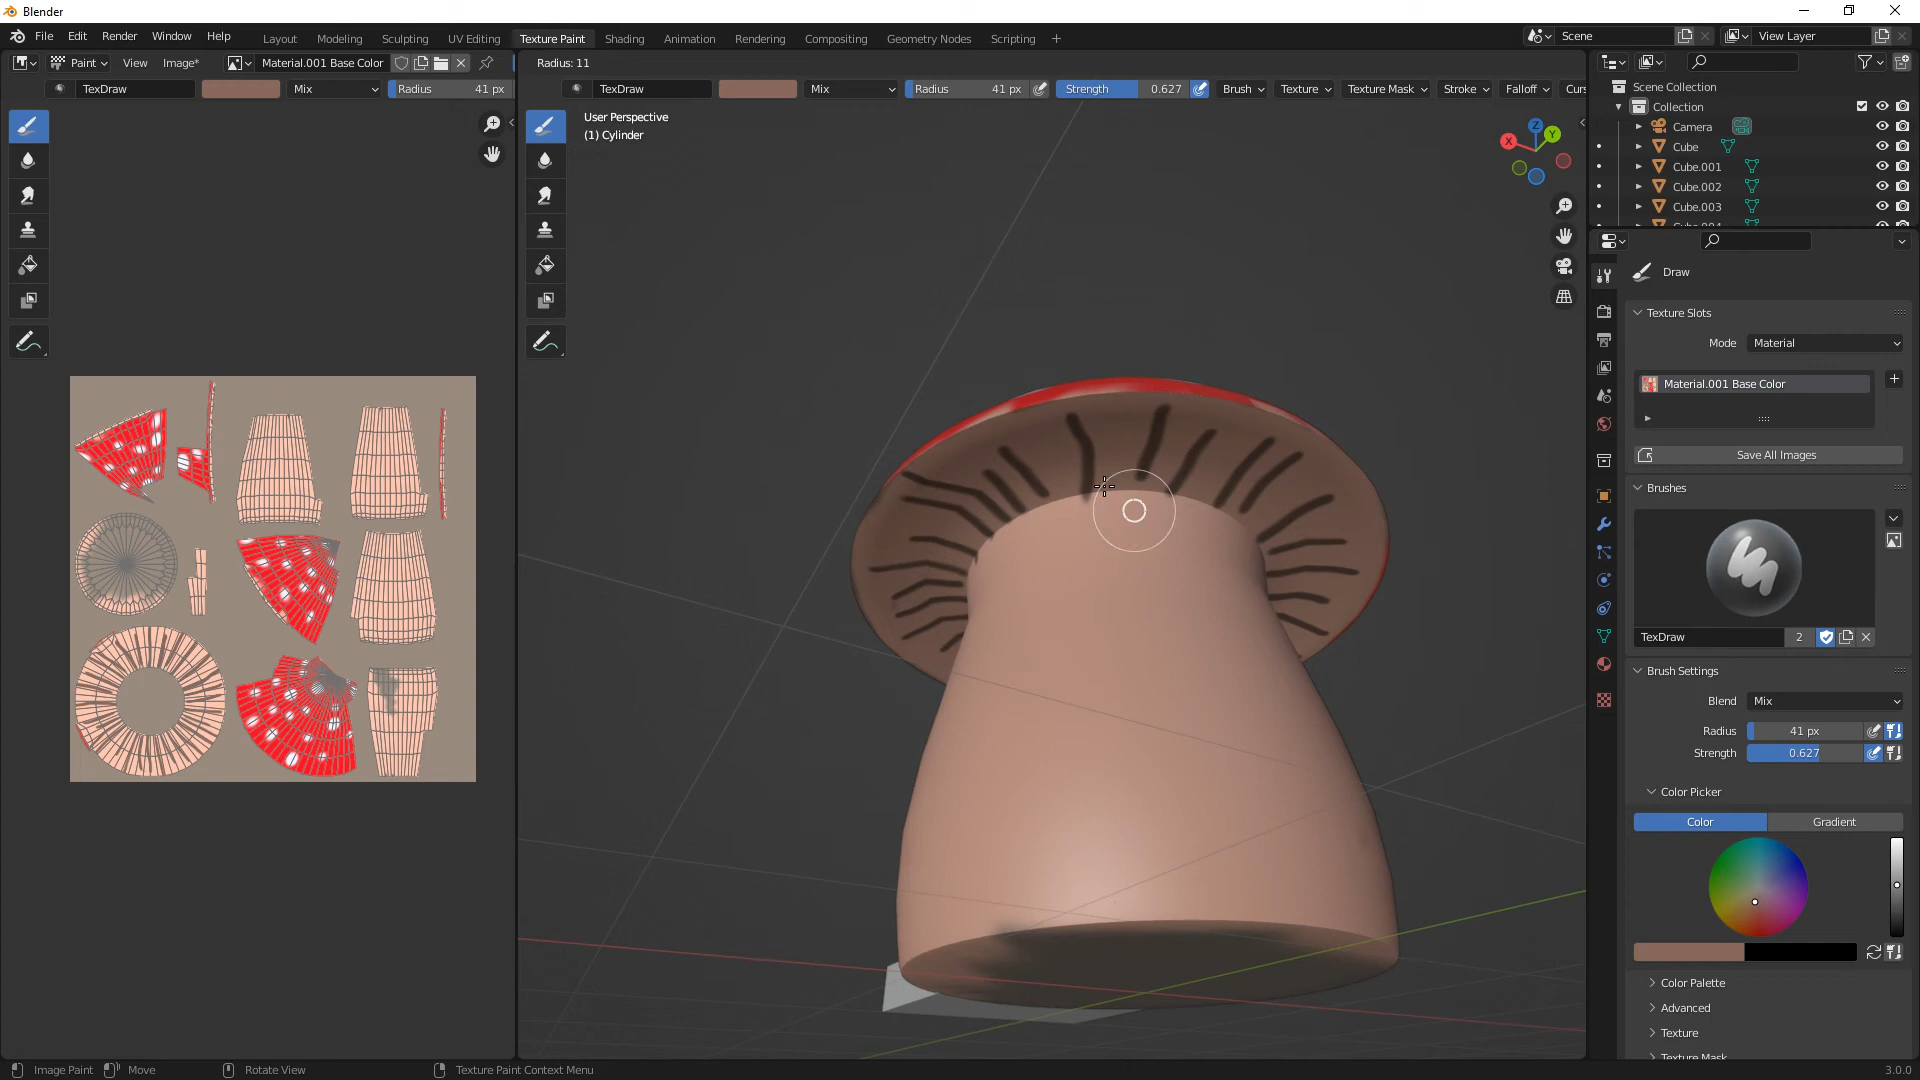 Blender
File Edit Render Window Help
Layout Modeling Sculpting UV Editing Texture Paint Shading Animation Rendering Compositing Geometry Nodes Scripting +
Scene
View Layer
Paint View Image* Material.001 Base Color
Radius: 11
TexDraw Mix Radius 41 px
TexDraw Mix Radius 41 px Strength 0.627 Brush Texture Texture Mask Stroke Falloff Curs
User Perspective
(1) Cylinder
X Y Z
Scene Collection
Collection
Camera
Cube
Cube.001
Cube.002
Cube.003
Cube.004
Draw
Texture Slots
Mode Material
Material.001 Base Color
Save All Images
Brushes
TexDraw 2
Brush Settings
Blend Mix
Radius 41 px
Strength 0.627
Color Picker
Color Gradient
Color Palette
Advanced
Texture
Texture Mask
Image Paint Move Rotate View Texture Paint Context Menu 3.0.0